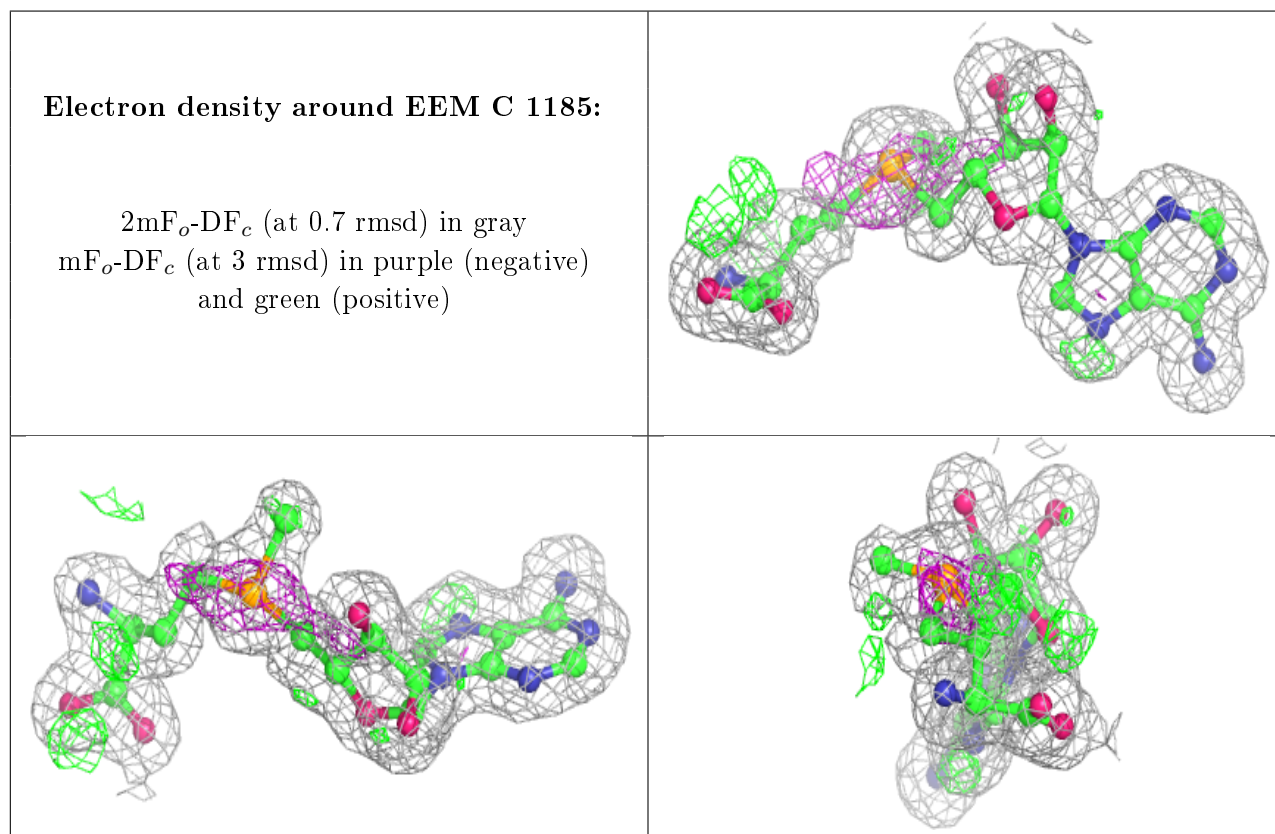 Electron density around EEM C 1185:
2mFo-DFc (at 0.7 rmsd) in gray
mFo-DFc (at 3 rmsd) in purple (negative)
and green (positive)